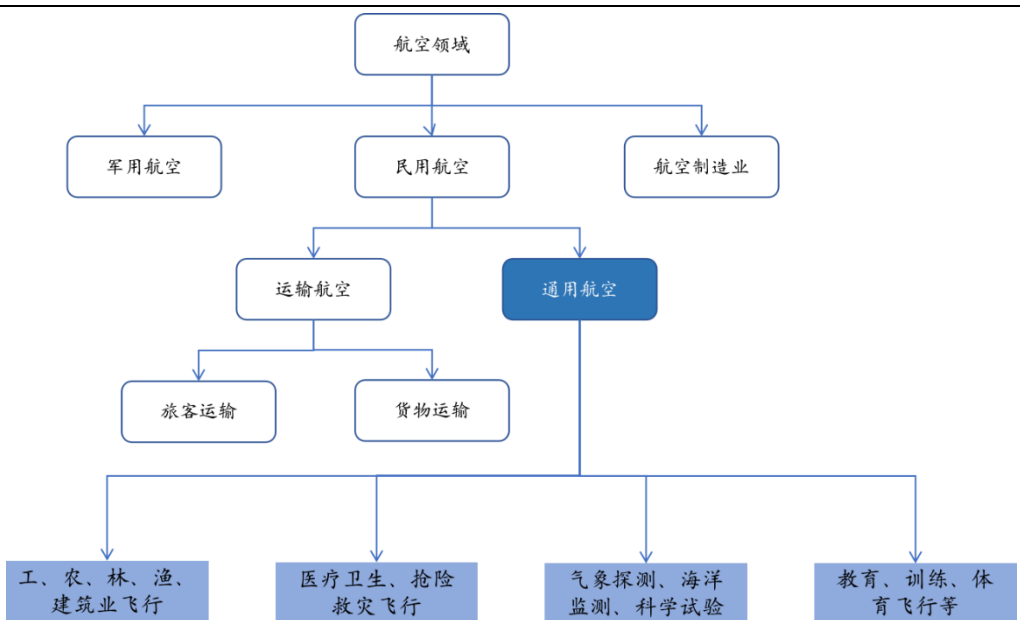 航空领域
军用航空
民用航空
航空制造业
运输航空
通用航空
旅客运输
货物运输
工、农、林、渔、
建筑业飞行
医疗卫生、抢险
救灾飞行
气象探测、海洋
监测、科学试验
教育、训练、体
育飞行等